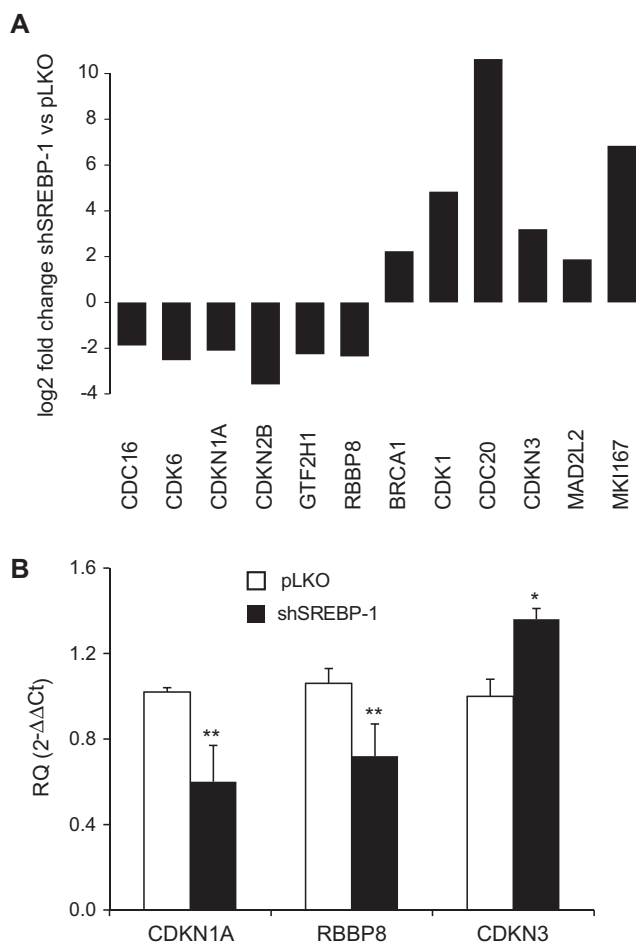 A
log2 fold change shSREBP-1 vs pLKO
10
8
6
4
2
0
-2
-4
CDC16
CDK6
CDKN1A
CDKN2B
GTF2H1
RBBP8
BRCA1
CDK1
CDC20
CDKN3
MAD2L2
MKI167
B
RQ (2-ΔΔCt)
1.6
1.2
0.8
0.4
0.0
pLKO
shSREBP-1
**
**
*
CDKN1A
RBBP8
CDKN3